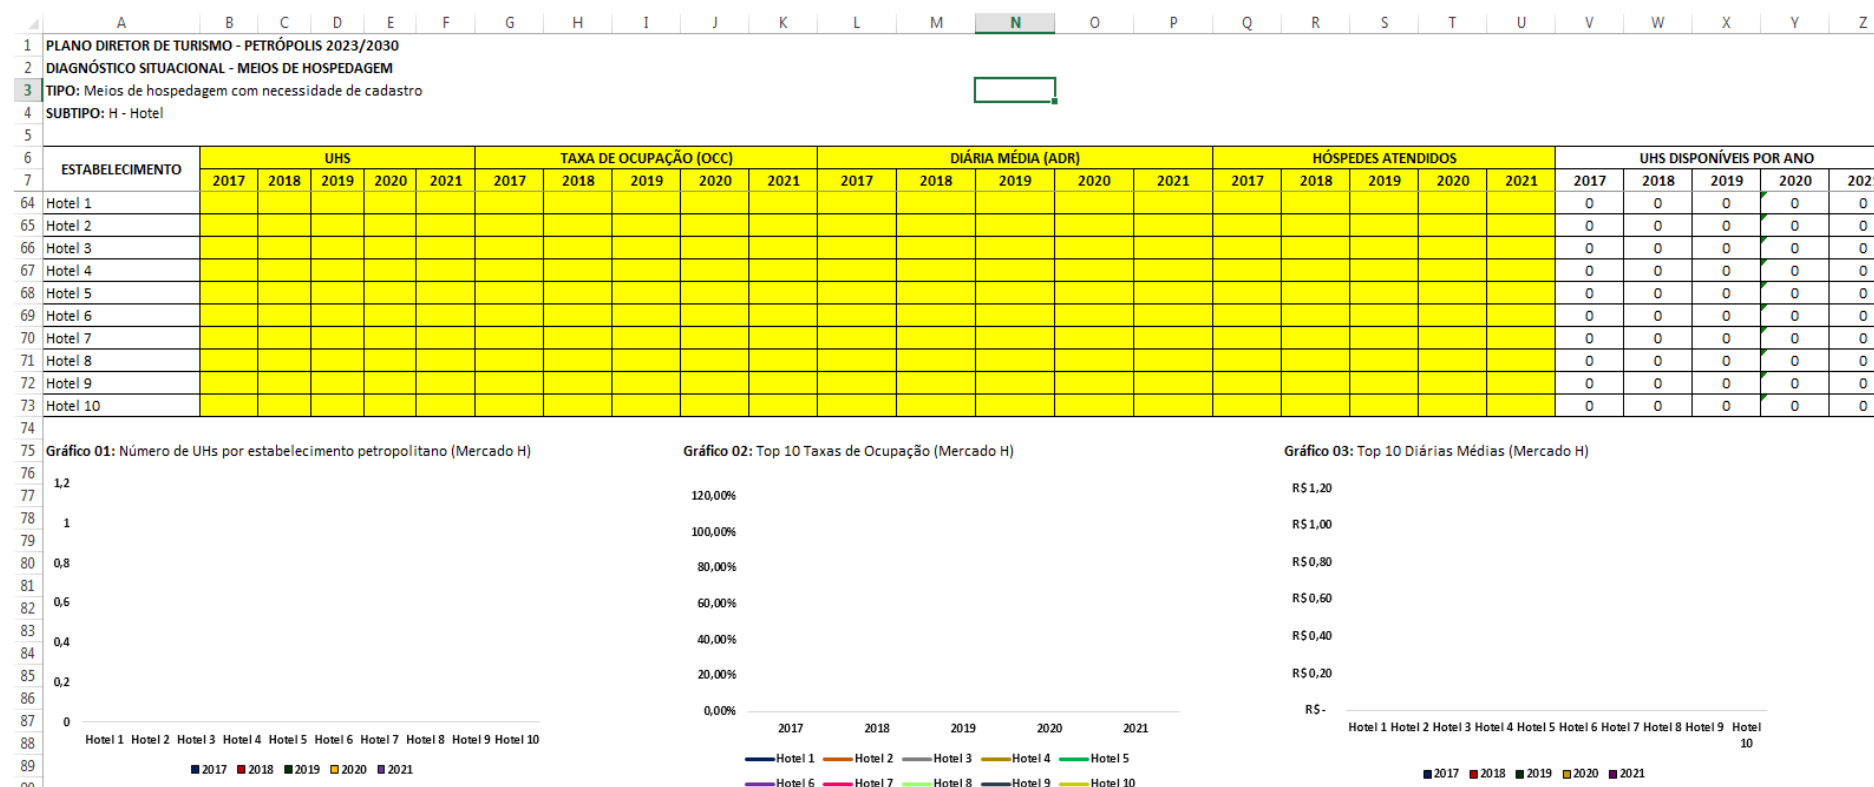 A B C D E F G H I J K L M N O P Q R S T U V W X Y Z
1 PLANO DIRETOR DE TURISMO - PETRÓPOLIS 2023/2030
2 DIAGNÓSTICO SITUACIONAL - MEIOS DE HOSPEDAGEM
3 TIPO: Meios de hospedagem com necessidade de cadastro
4 SUBTIPO: H - Hotel
5
6 ESTABELECIMENTO UHS TAXA DE OCUPAÇÃO (OCC) DIÁRIA MÉDIA (ADR) HÓSPEDES ATENDIDOS UHS DISPONÍVEIS POR ANO
7 2017 2018 2019 2020 2021 2017 2018 2019 2020 2021 2017 2018 2019 2020 2021 2017 2018 2019 2020 2021 2017 2018 2019 2020 202
64 Hotel 1 0 0 0 0 0
65 Hotel 2 0 0 0 0 0
66 Hotel 3 0 0 0 0 0
67 Hotel 4 0 0 0 0 0
68 Hotel 5 0 0 0 0 0
69 Hotel 6 0 0 0 0 0
70 Hotel 7 0 0 0 0 0
71 Hotel 8 0 0 0 0 0
72 Hotel 9 0 0 0 0 0
73 Hotel 10 0 0 0 0 0
74
75 Gráfico 01: Número de UHs por estabelecimento petropolitano (Mercado H) Gráfico 02: Top 10 Taxas de Ocupação (Mercado H) Gráfico 03: Top 10 Diárias Médias (Mercado H)
76
77
78
79
80
81
82
83
84
85
86
87
88
89
1,2
1
0,8
0,6
0,4
0,2
0
Hotel 1 Hotel 2 Hotel 3 Hotel 4 Hotel 5 Hotel 6 Hotel 7 Hotel 8 Hotel 9 Hotel 10
2017 2018 2019 2020 2021
120,00%
100,00%
80,00%
60,00%
40,00%
20,00%
0,00%
2017 2018 2019 2020 2021
Hotel 1 Hotel 2 Hotel 3 Hotel 4 Hotel 5
Hotel 6 Hotel 7 Hotel 8 Hotel 9 Hotel 10
R$ 1,20
R$ 1,00
R$ 0,80
R$ 0,60
R$ 0,40
R$ 0,20
R$ -
Hotel 1 Hotel 2 Hotel 3 Hotel 4 Hotel 5 Hotel 6 Hotel 7 Hotel 8 Hotel 9 Hotel
10
2017 2018 2019 2020 2021